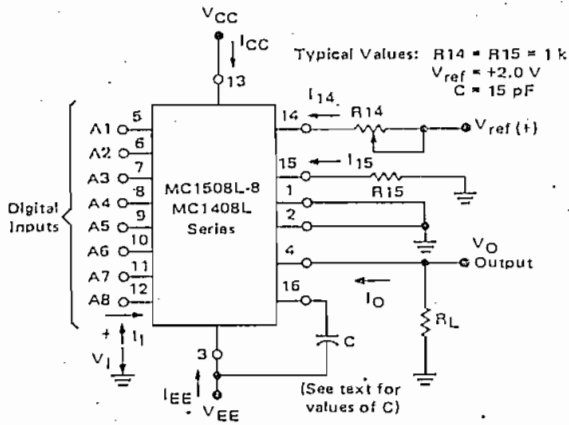 VCC
ICC
13
Typical Values: R14 = R15 = 1 k
Vref = +2.0 V
C = 15 pF
A1 5
A2 6
A3 7
A4 8
A5 9
A6 10
A7 11
A8 12
Digital
Inputs
MC1508L-8
MC1408L
Series
14
I14
R14
Vref (+)
15
I15
R15
1
2
4
IO
VO
Output
RL
16
C
(See text for
values of C)
+
II
VI
3
IEE
VEE